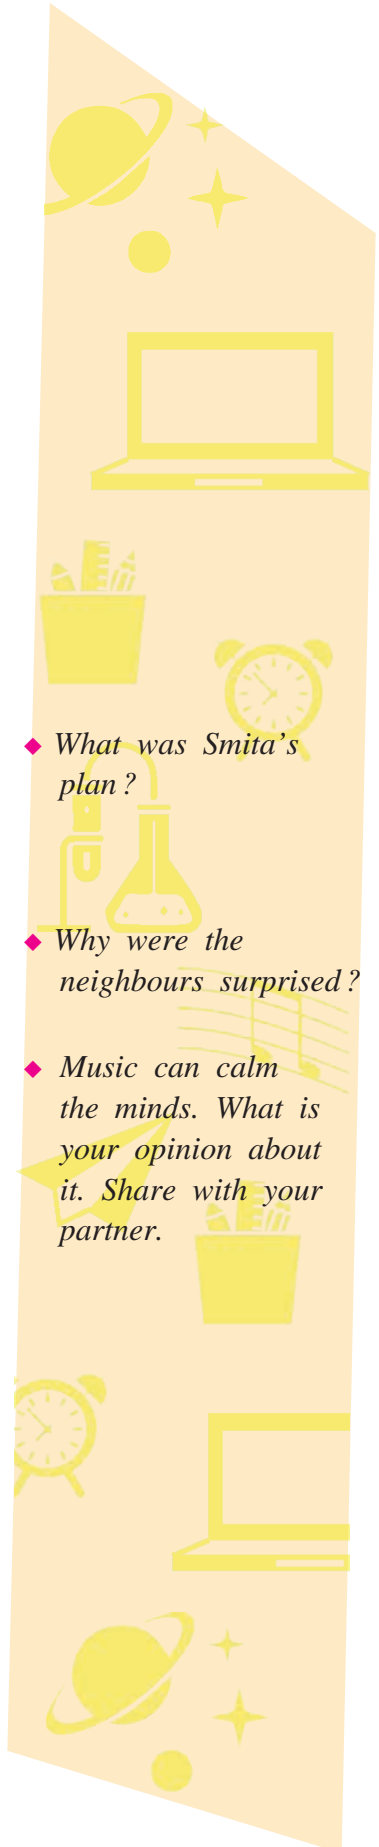 ◆ What was Smita’s
plan?
◆ Why were the
neighbours surprised?
◆ Music can calm
the minds. What is
your opinion about
it. Share with your
partner.